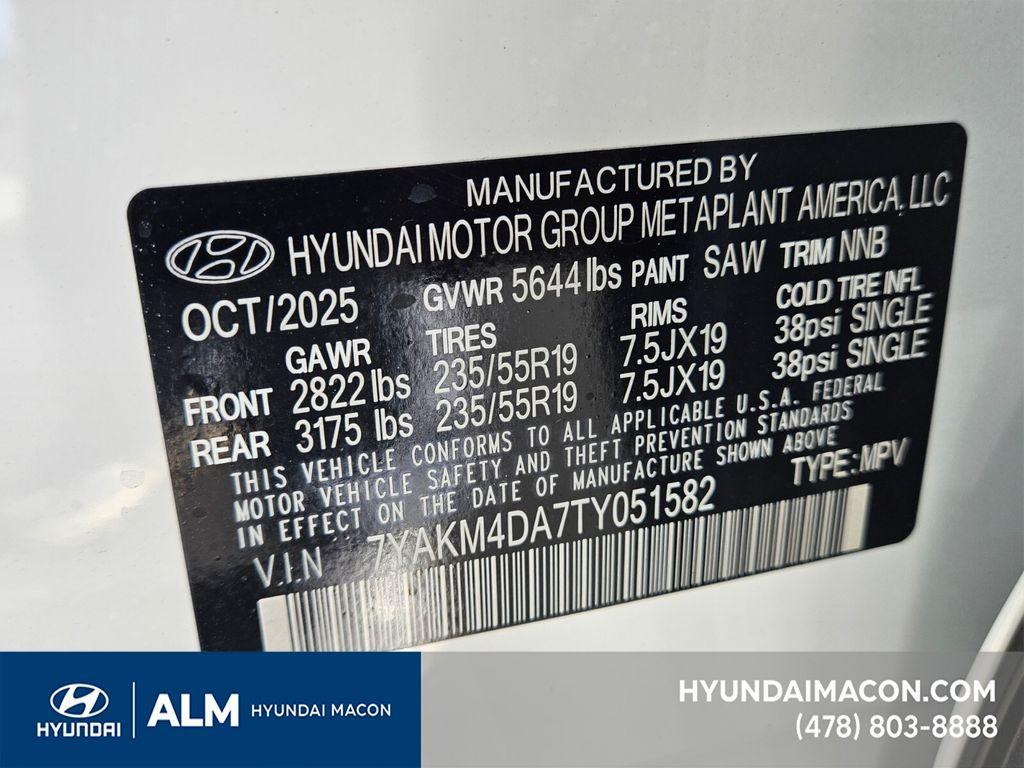 MANUFACTURED BY
HYUNDAI MOTOR GROUP METAPLANT AMERICA, LLC
OCT/2025 GVWR 5644 lbs PAINT SAW TRIM NNB
GAWR TIRES RIMS COLD TIRE INFL
FRONT 2822 lbs 235/55R19 7.5JX19 38psi SINGLE
REAR 3175 lbs 235/55R19 7.5JX19 38psi SINGLE
THIS VEHICLE CONFORMS TO ALL APPLICABLE U.S.A. FEDERAL
MOTOR VEHICLE SAFETY AND THEFT PREVENTION STANDARDS
IN EFFECT ON THE DATE OF MANUFACTURE SHOWN ABOVE
V.I.N 7YAKM4DA7TY051582 TYPE: MPV
HYUNDAI ALM HYUNDAI MACON
HYUNDAIMACON.COM
(478) 803-8888